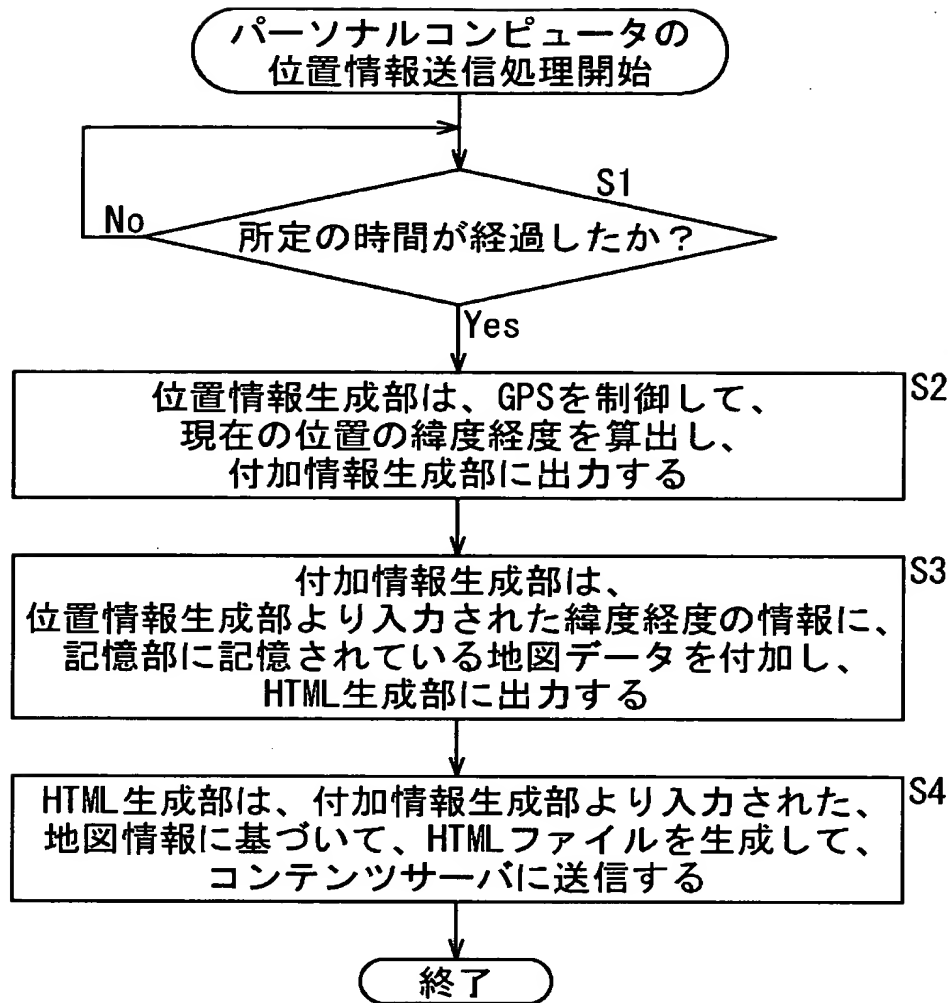 パーソナルコンピュータの
位置情報送信処理開始
S1
No
所定の時間が経過したか？
Yes
S2
位置情報生成部は、GPSを制御して、
現在の位置の緯度経度を算出し、
付加情報生成部に出力する
S3
付加情報生成部は、
位置情報生成部より入力された緯度経度の情報に、
記憶部に記憶されている地図データを付加し、
HTML生成部に出力する
S4
HTML生成部は、付加情報生成部より入力された、
地図情報に基づいて、HTMLファイルを生成して、
コンテンツサーバに送信する
終了